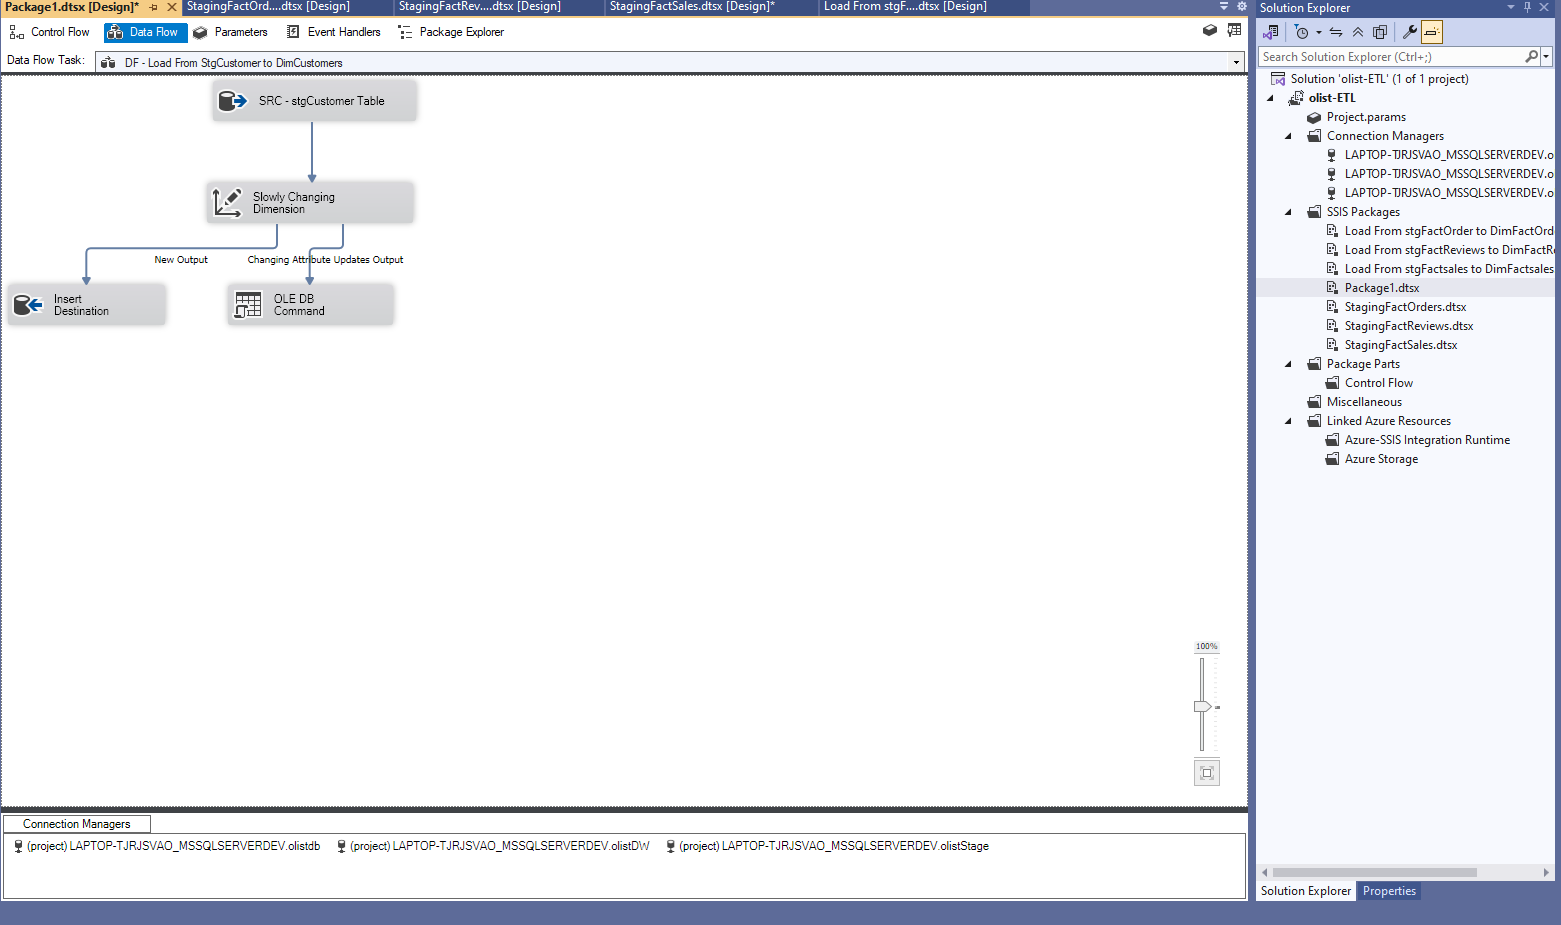 Package1.dtsx [Design]*
StagingFactOrd....dtsx [Design]
StagingFactRev....dtsx [Design]
StagingFactSales.dtsx [Design]*
Load From stgF....dtsx [Design]
Control Flow
Data Flow
Parameters
Event Handlers
Package Explorer
Data Flow Task:
DF - Load From StgCustomer to DimCustomers
SRC - stgCustomer Table
Slowly Changing
Dimension
New Output
Changing Attribute Updates Output
Insert
Destination
OLE DB
Command
100%
Connection Managers
(project) LAPTOP-TJRJSVAO_MSSQLSERVERDEV.olistdb
(project) LAPTOP-TJRJSVAO_MSSQLSERVERDEV.olistDW
(project) LAPTOP-TJRJSVAO_MSSQLSERVERDEV.olistStage
Solution Explorer
Search Solution Explorer (Ctrl+;)
Solution 'olist-ETL' (1 of 1 project)
olist-ETL
Project.params
Connection Managers
LAPTOP-TJRJSVAO_MSSQLSERVERDEV.o
LAPTOP-TJRJSVAO_MSSQLSERVERDEV.o
LAPTOP-TJRJSVAO_MSSQLSERVERDEV.o
SSIS Packages
Load From stgFactOrder to DimFactOrd
Load From stgFactReviews to DimFactRe
Load From stgFactsales to DimFactsales
Package1.dtsx
StagingFactOrders.dtsx
StagingFactReviews.dtsx
StagingFactSales.dtsx
Package Parts
Control Flow
Miscellaneous
Linked Azure Resources
Azure-SSIS Integration Runtime
Azure Storage
Solution Explorer
Properties